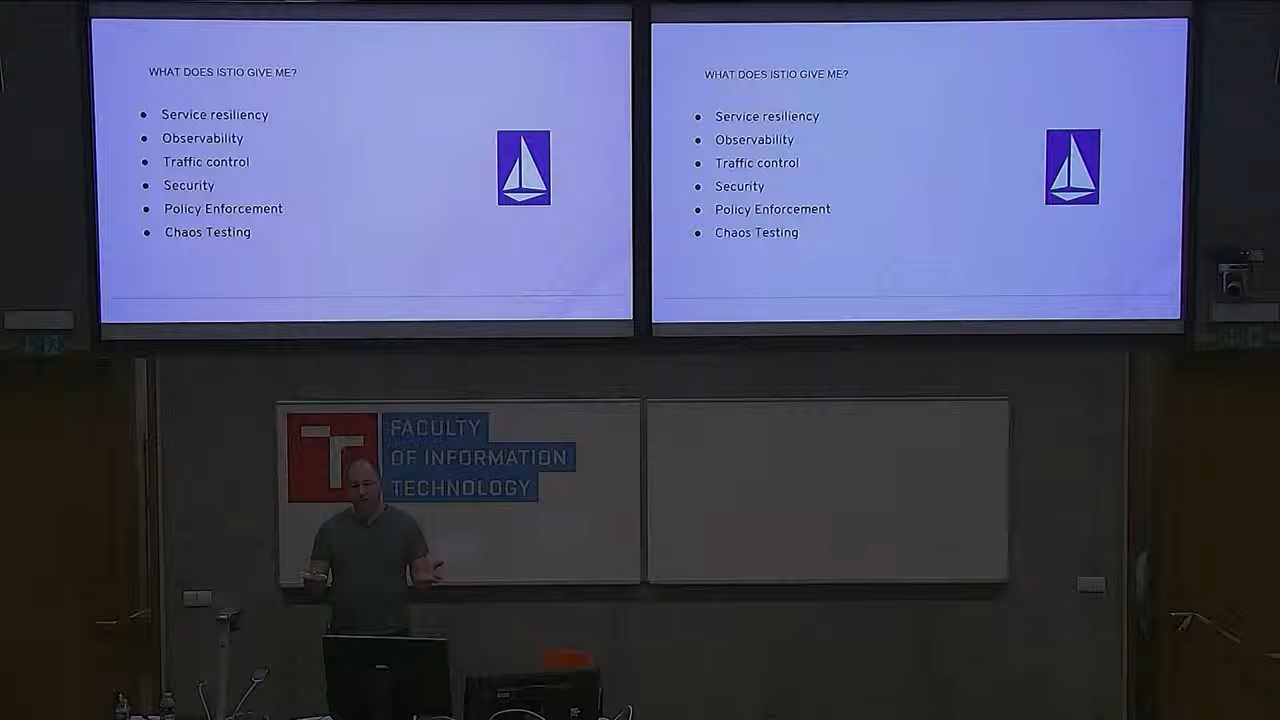 WHAT DOES ISTIO GIVE ME?
● Service resiliency
● Observability
● Traffic control
● Security
● Policy Enforcement
● Chaos Testing
WHAT DOES ISTIO GIVE ME?
● Service resiliency
● Observability
● Traffic control
● Security
● Policy Enforcement
● Chaos Testing
FACULTY
OF INFORMATION
TECHNOLOGY